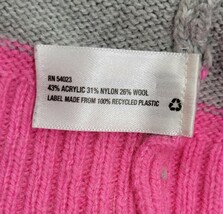 RN 54023
43% ACRYLIC 31% NYLON 26% WOOL
LABEL MADE FROM 100% RECYCLED PLASTIC